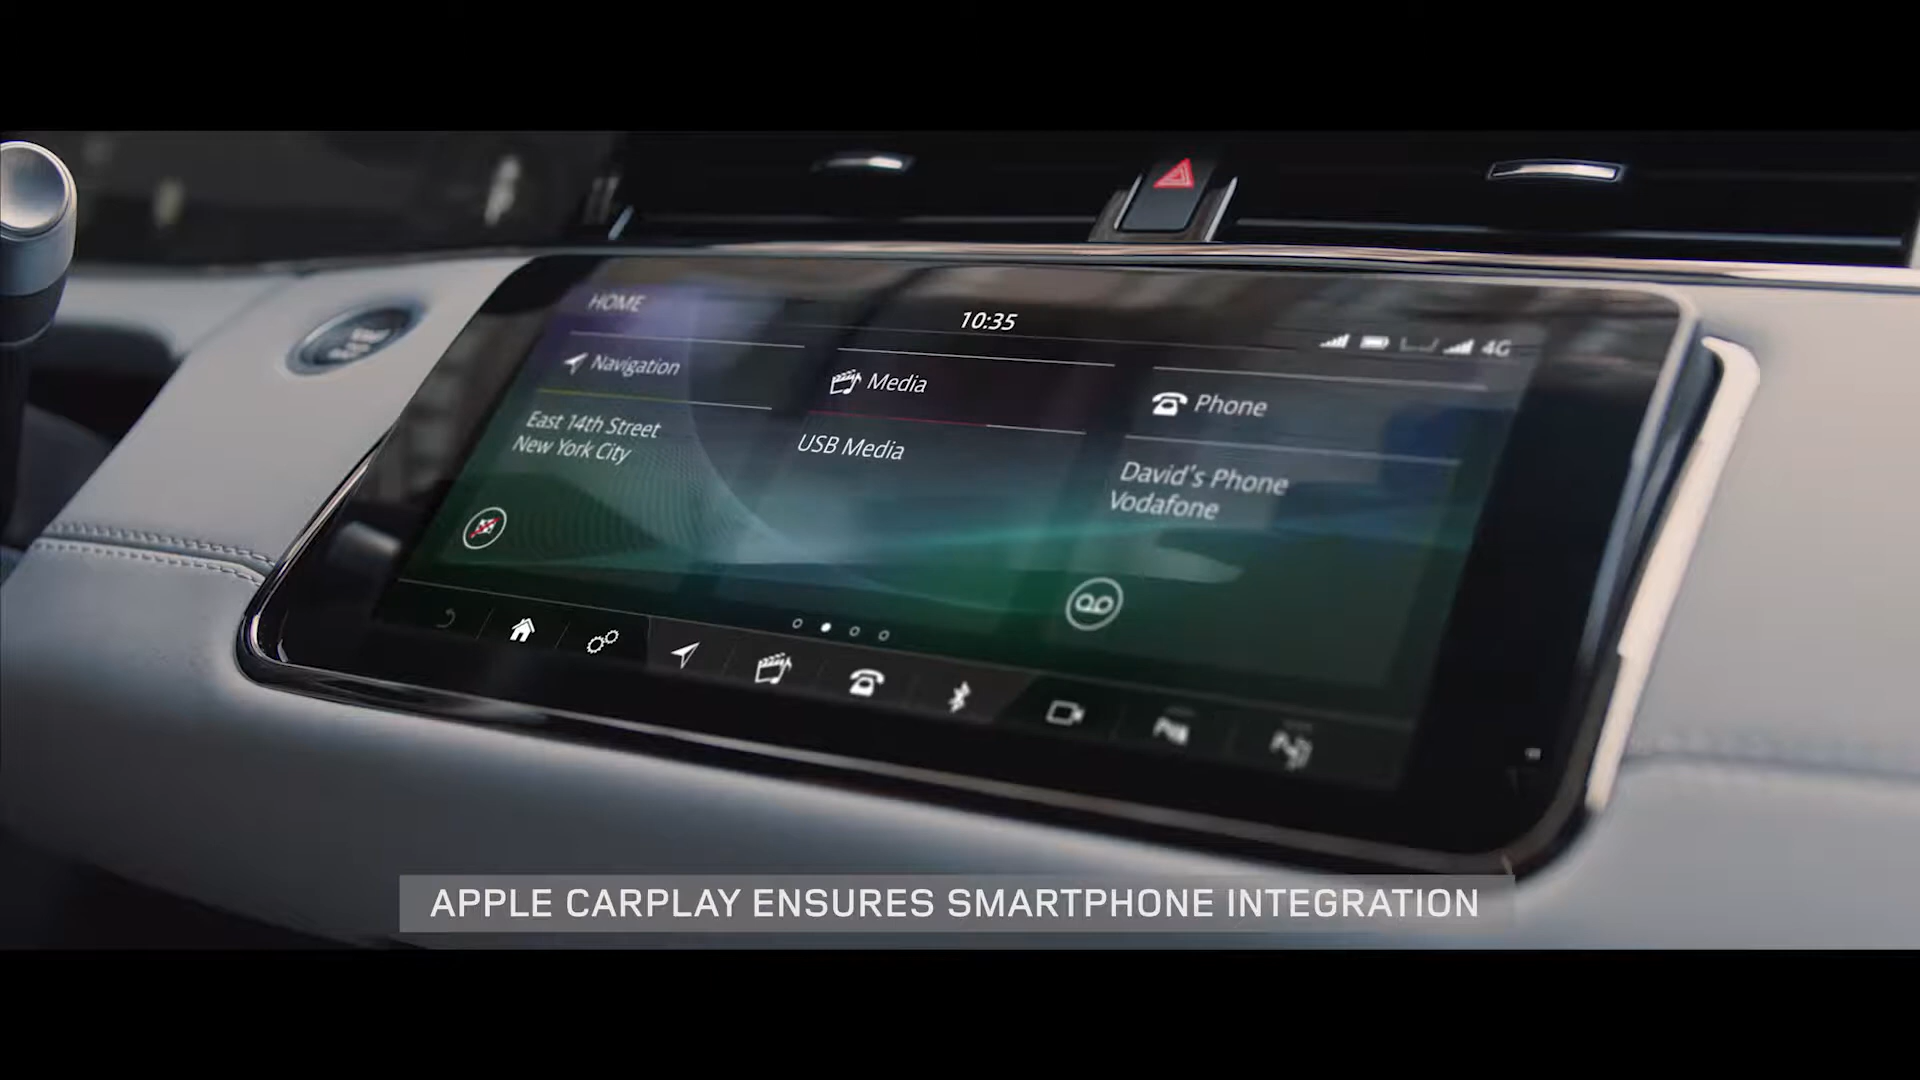 HOME
10:35
4G
Navigation
Media
Phone
East 14th Street
New York City
USB Media
David's Phone
Vodafone
APPLE CARPLAY ENSURES SMARTPHONE INTEGRATION